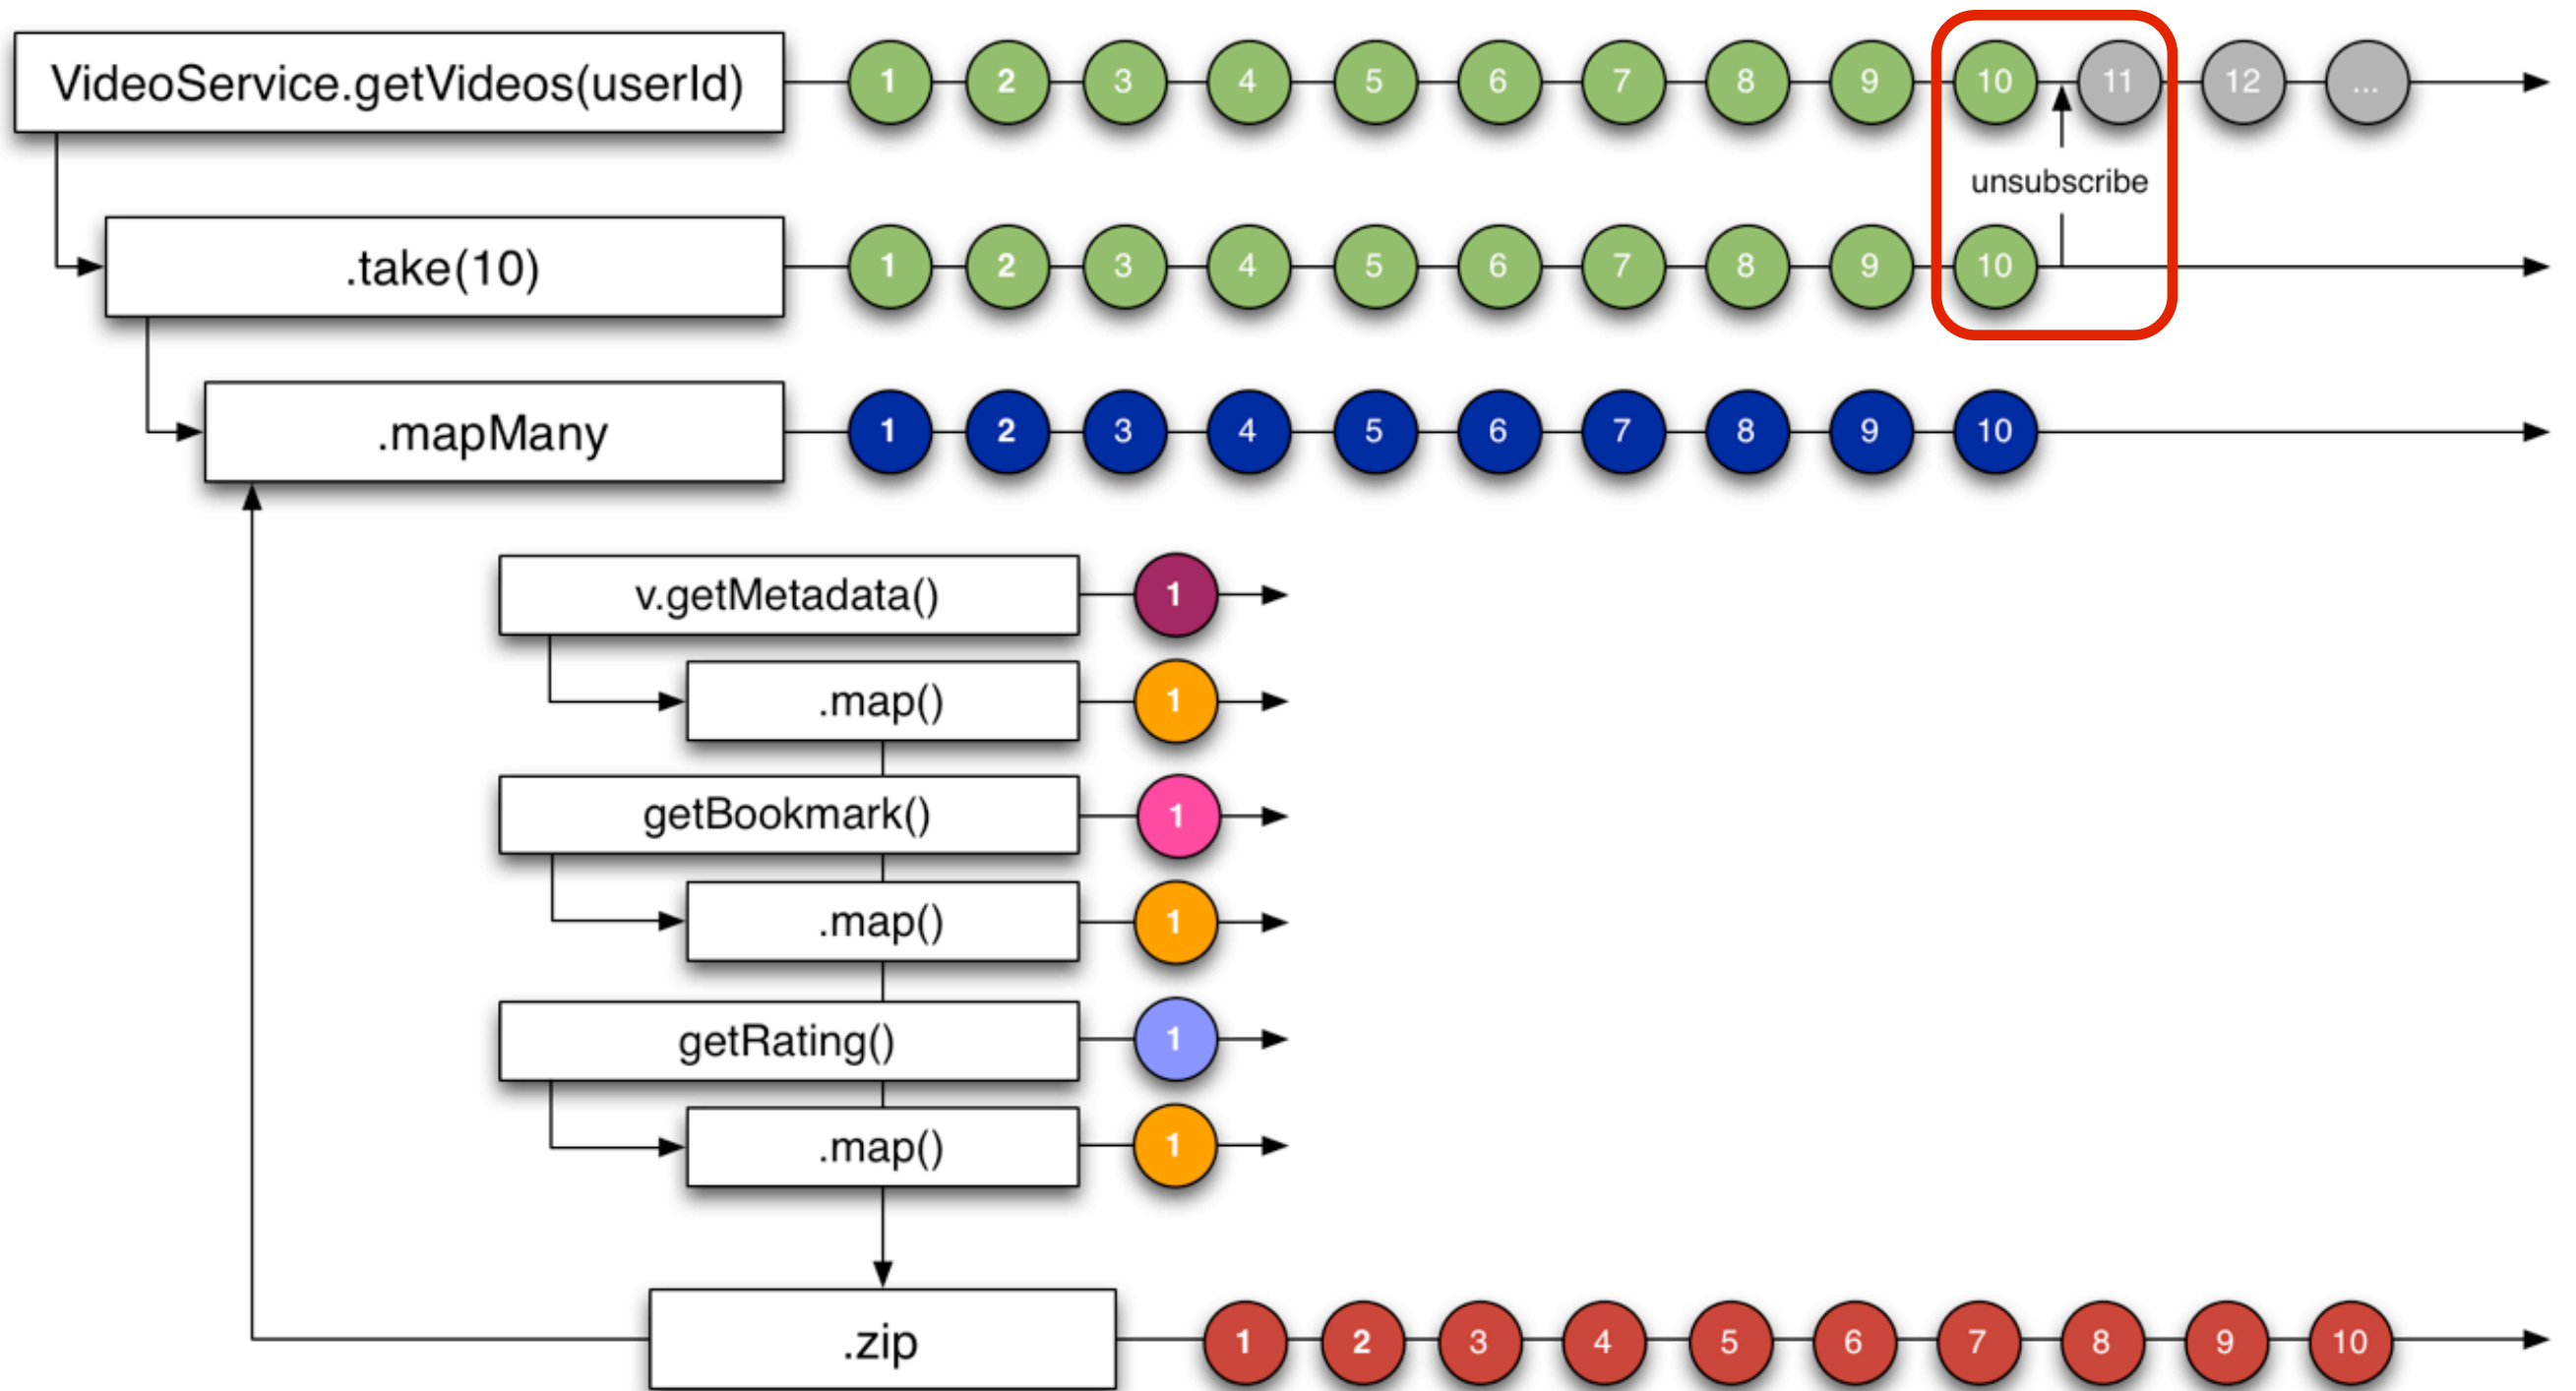 VideoService.getVideos(userId) 1 2 3 4 5 6 7 8 9 10 11 12 ...
unsubscribe
.take(10) 1 2 3 4 5 6 7 8 9 10
.mapMany 1 2 3 4 5 6 7 8 9 10
v.getMetadata() 1
.map() 1
getBookmark() 1
.map() 1
getRating() 1
.map() 1
.zip 1 2 3 4 5 6 7 8 9 10